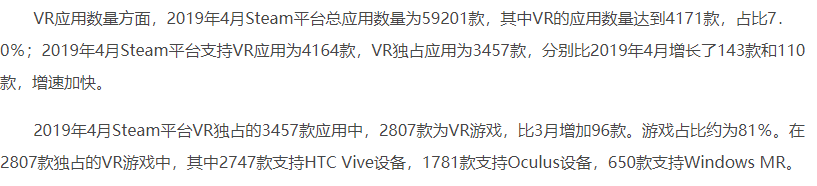 VR应用数量方面，2019年4月Steam平台总应用数量为59201款，其中VR的应用数量达到4171款，占比7.
0%；2019年4月Steam平台支持VR应用为4164款，VR独占应用为3457款，分别比2019年4月增长了143款和110
款，增速加快。
2019年4月Steam平台VR独占的3457款应用中，2807款为VR游戏，比3月增加96款。游戏占比约为81%。在
2807款独占的VR游戏中，其中2747款支持HTC Vive设备，1781款支持Oculus设备，650款支持Windows MR。